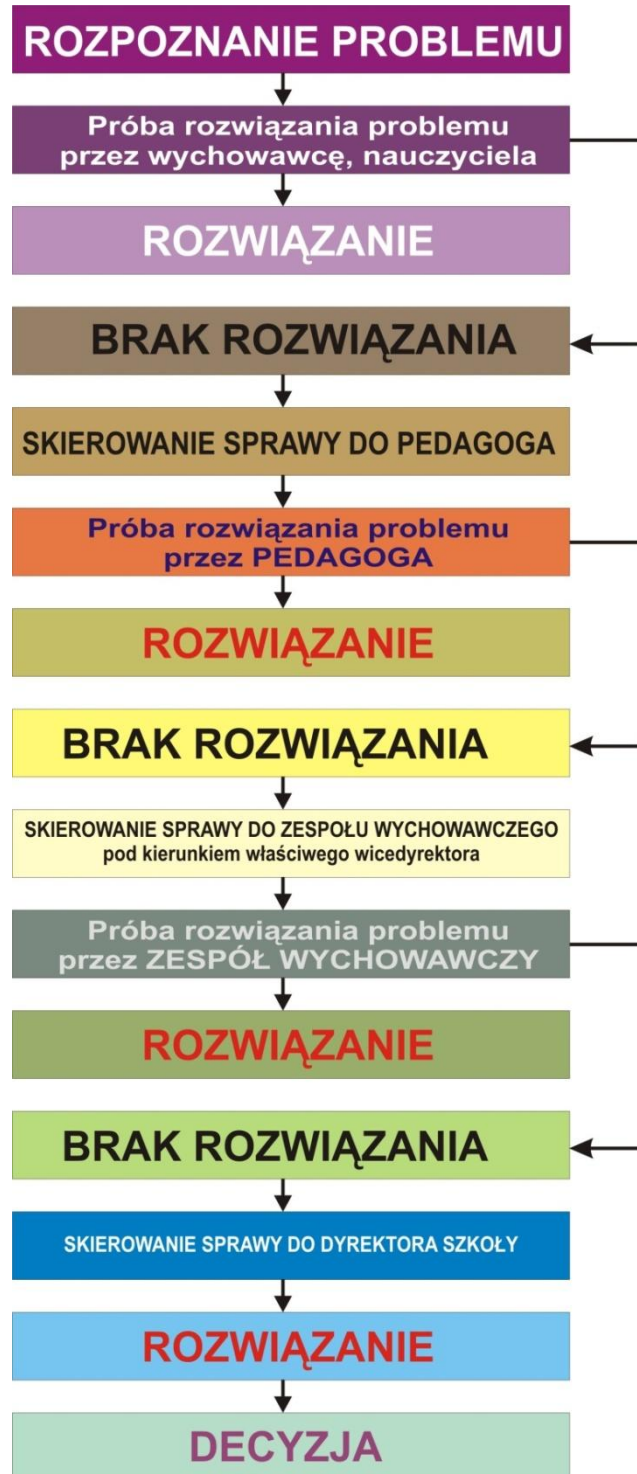 ROZPOZNANIE PROBLEMU
Próba rozwiązania problemu
przez wychowawcę, nauczyciela
ROZWIĄZANIE
BRAK ROZWIĄZANIA
SKIEROWANIE SPRAWY DO PEDAGOGA
Próba rozwiązania problemu
przez PEDAGOGA
ROZWIĄZANIE
BRAK ROZWIĄZANIA
SKIEROWANIE SPRAWY DO ZESPOŁU WYCHOWAWCZEGO
pod kierunkiem właściwego wicedyrektora
Próba rozwiązania problemu
przez ZESPÓŁ WYCHOWAWCZY
ROZWIĄZANIE
BRAK ROZWIĄZANIA
SKIEROWANIE SPRAWY DO DYREKTORA SZKOŁY
ROZWIĄZANIE
DECYZJA